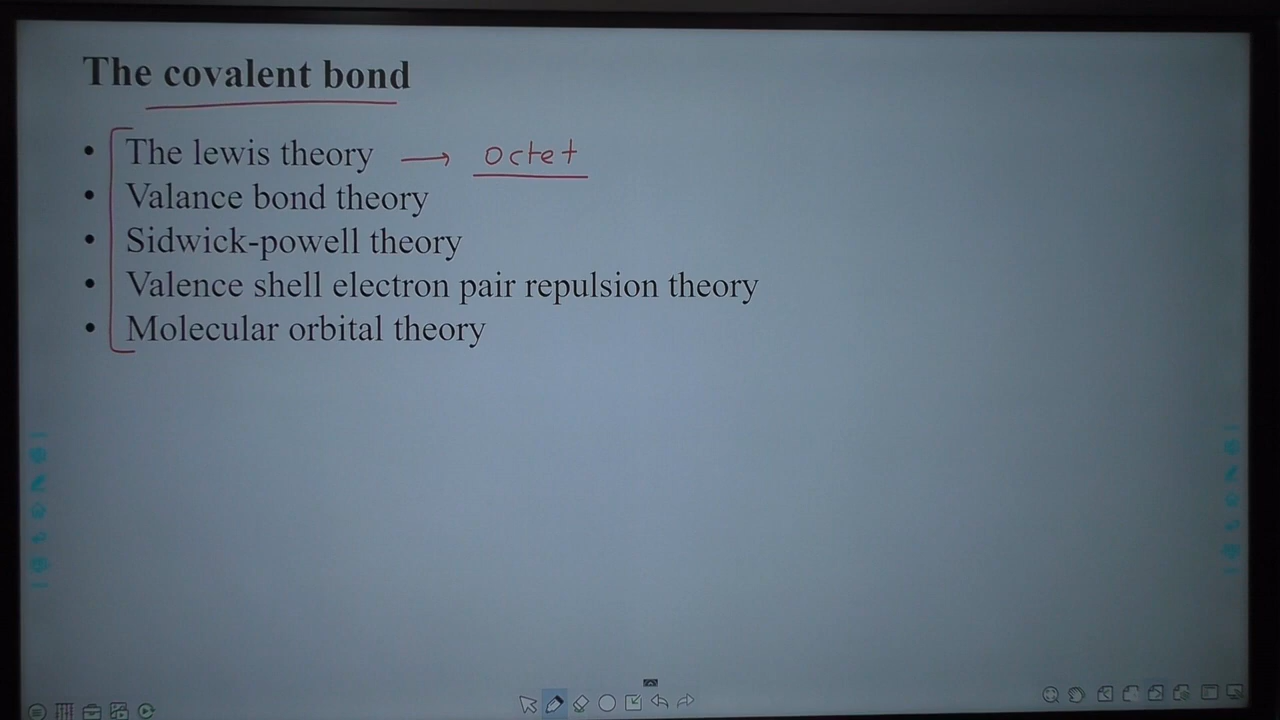 The covalent bond
• The lewis theory → octet
• Valance bond theory
• Sidwick-powell theory
• Valence shell electron pair repulsion theory
• Molecular orbital theory